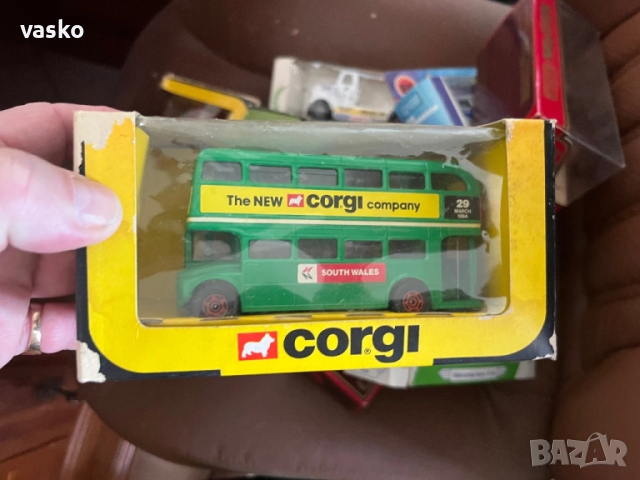 vasko
The NEW corgi company
29
MARCH
1984
SOUTH WALES
corgi
BAZAR